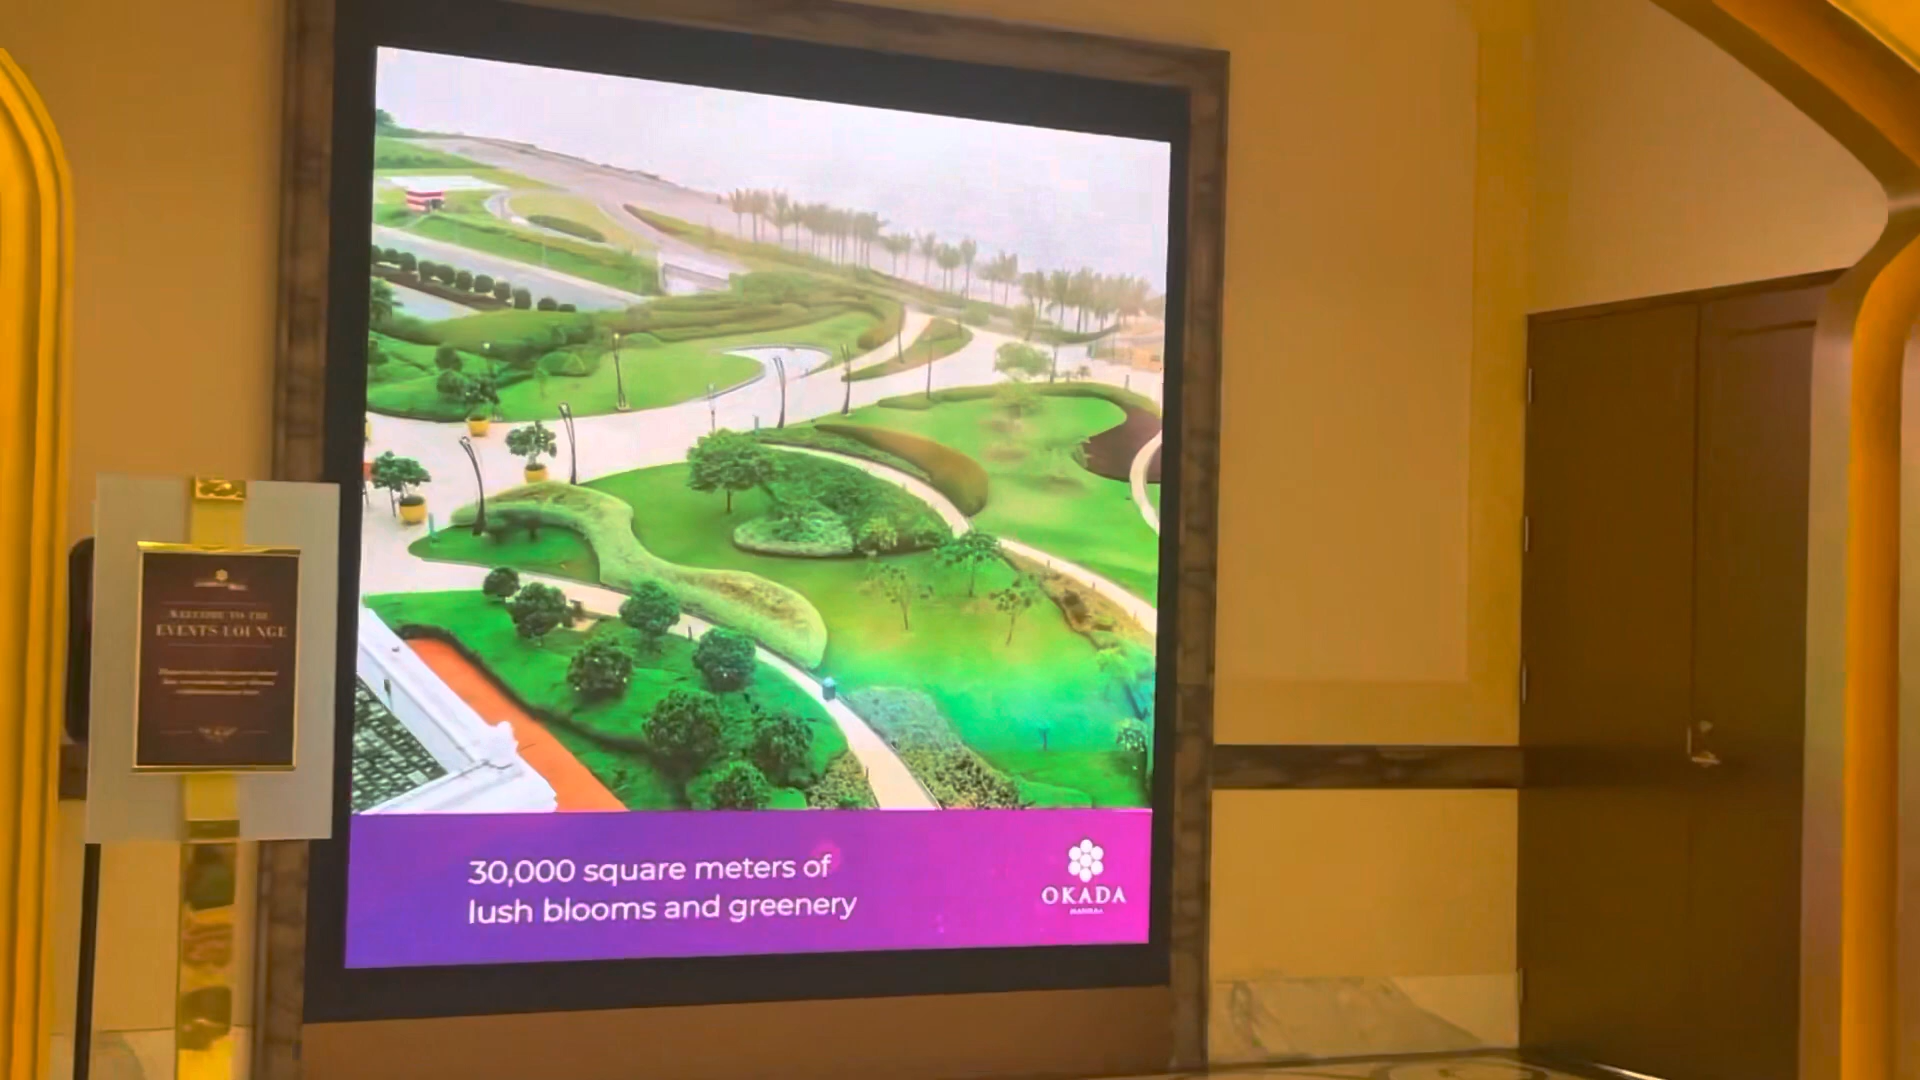 WELCOME TO THE
EVENTS LOUNGE
30,000 square meters of
lush blooms and greenery
OKADA
MANILA